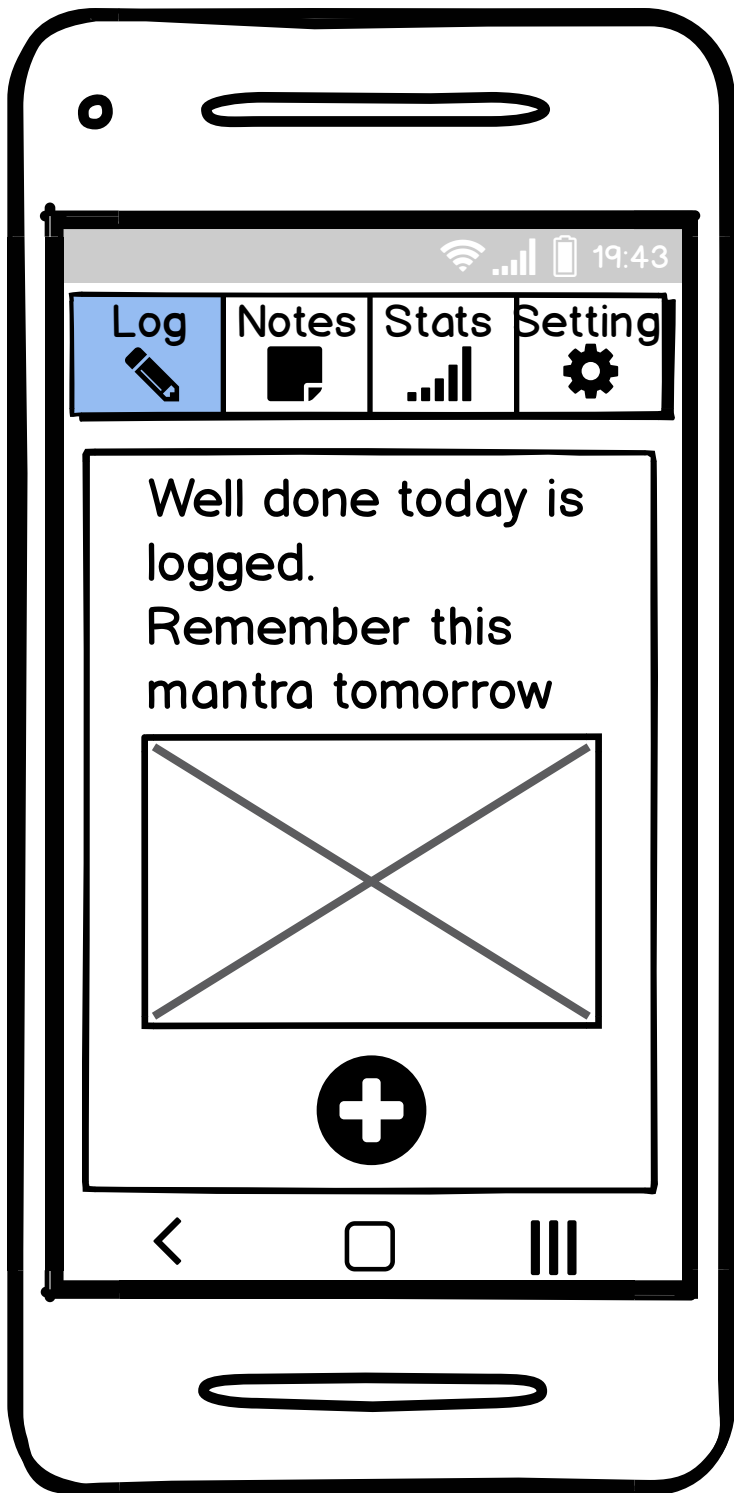 19:43
Log Notes Stats Setting
Well done today is
logged.
Remember this
mantra tomorrow